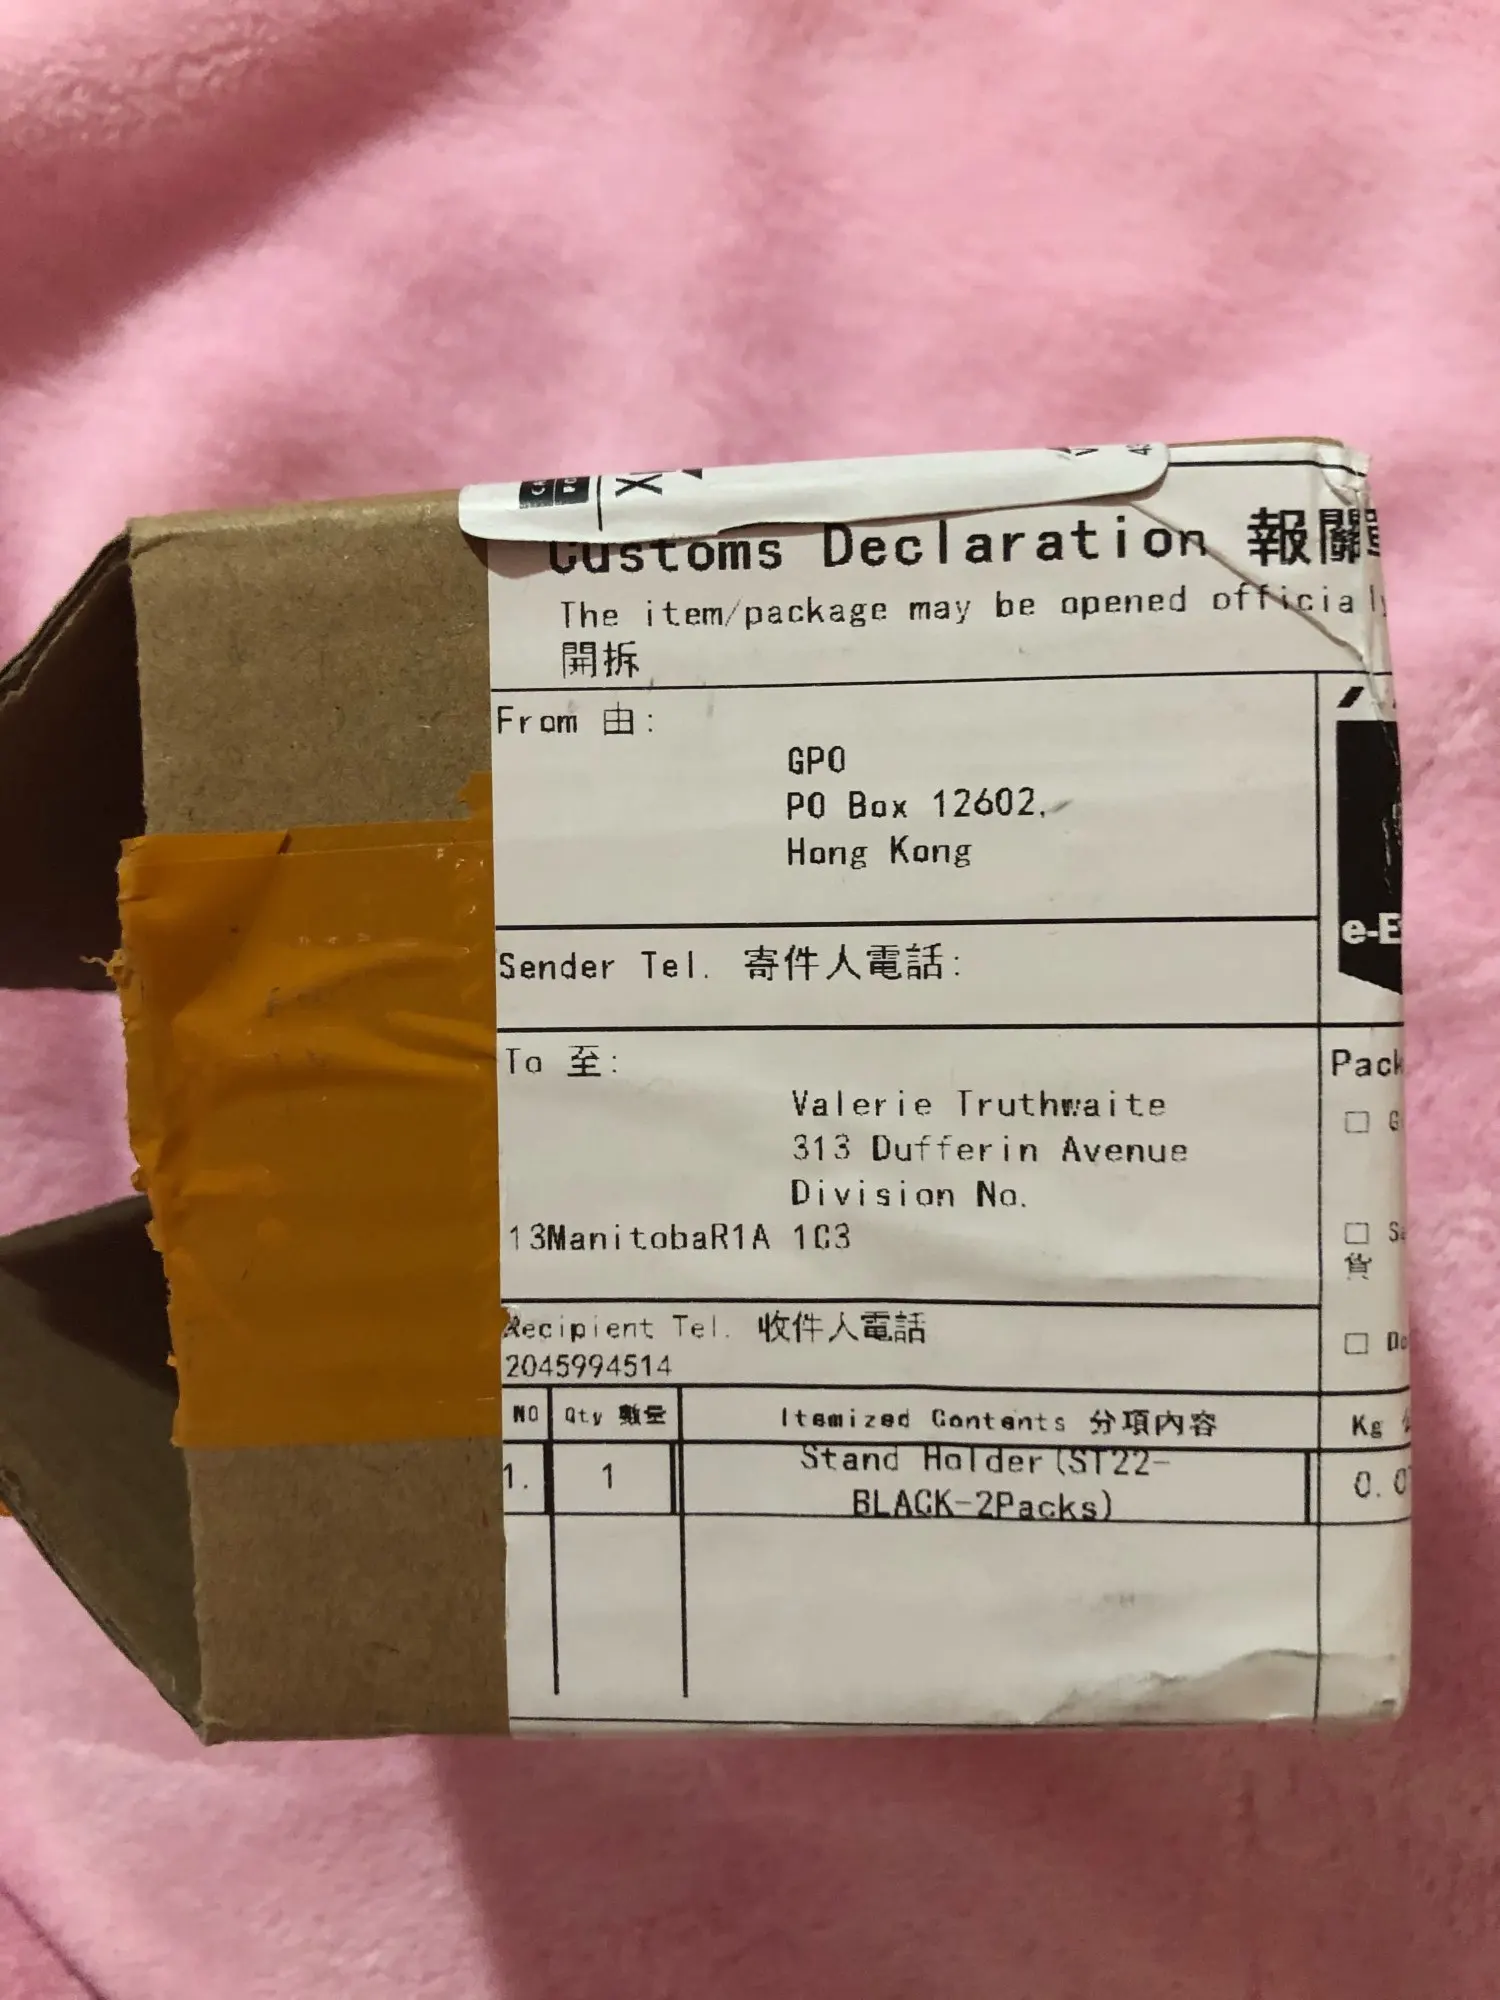 Customs Declaration 報關
The item/package may be opened officially
開拆
From 由:
GPO
PO Box 12602,
Hong Kong
e-E
Sender Tel. 寄件人電話:
To 至:
Valerie Truthwaite
313 Dufferin Avenue
Division No.
13ManitobaR1A 1C3
Pack
貨
Recipient Tel. 收件人電話
2045994514
NO Qty 數量 Itemized Contents 分項內容 Kg
1. 1 Stand Holder(ST22-
BLACK-2Packs) 0.0